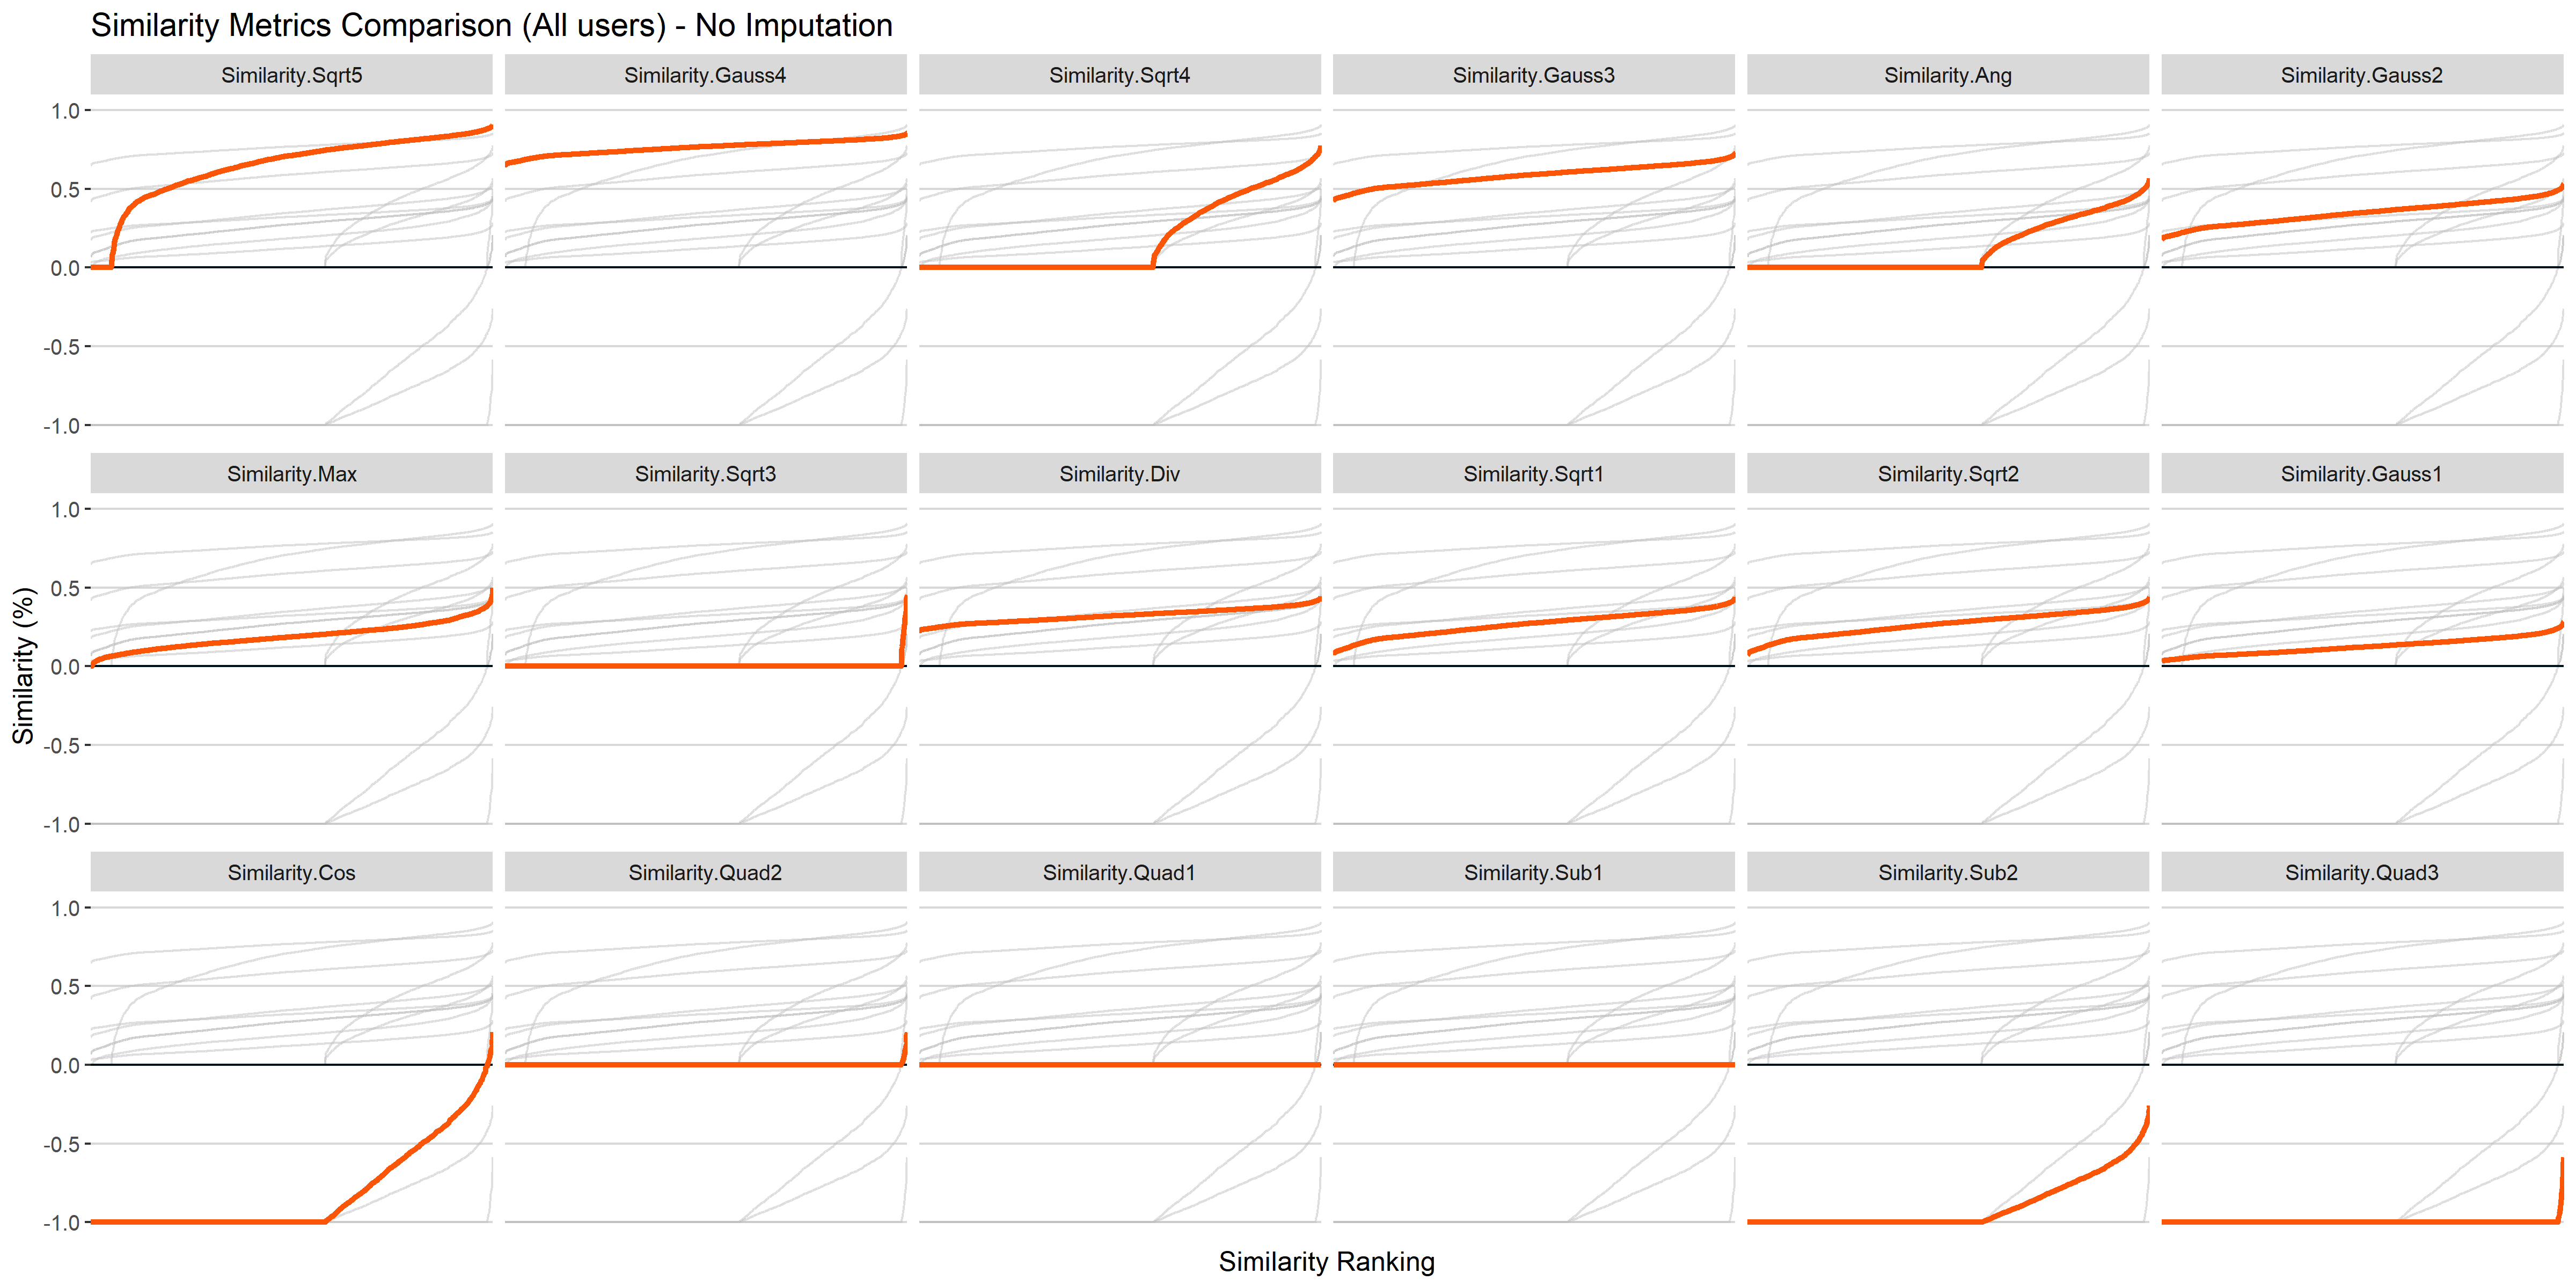 Similarity Metrics Comparison (All users) - No Imputation
Similarity.Sqrt5 Similarity.Gauss4 Similarity.Sqrt4 Similarity.Gauss3 Similarity.Ang Similarity.Gauss2
1.0
0.5
0.0
-0.5
-1.0
Similarity.Max Similarity.Sqrt3 Similarity.Div Similarity.Sqrt1 Similarity.Sqrt2 Similarity.Gauss1
1.0
0.5
0.0
-0.5
-1.0
Similarity (%)
Similarity.Cos Similarity.Quad2 Similarity.Quad1 Similarity.Sub1 Similarity.Sub2 Similarity.Quad3
1.0
0.5
0.0
-0.5
-1.0
Similarity Ranking